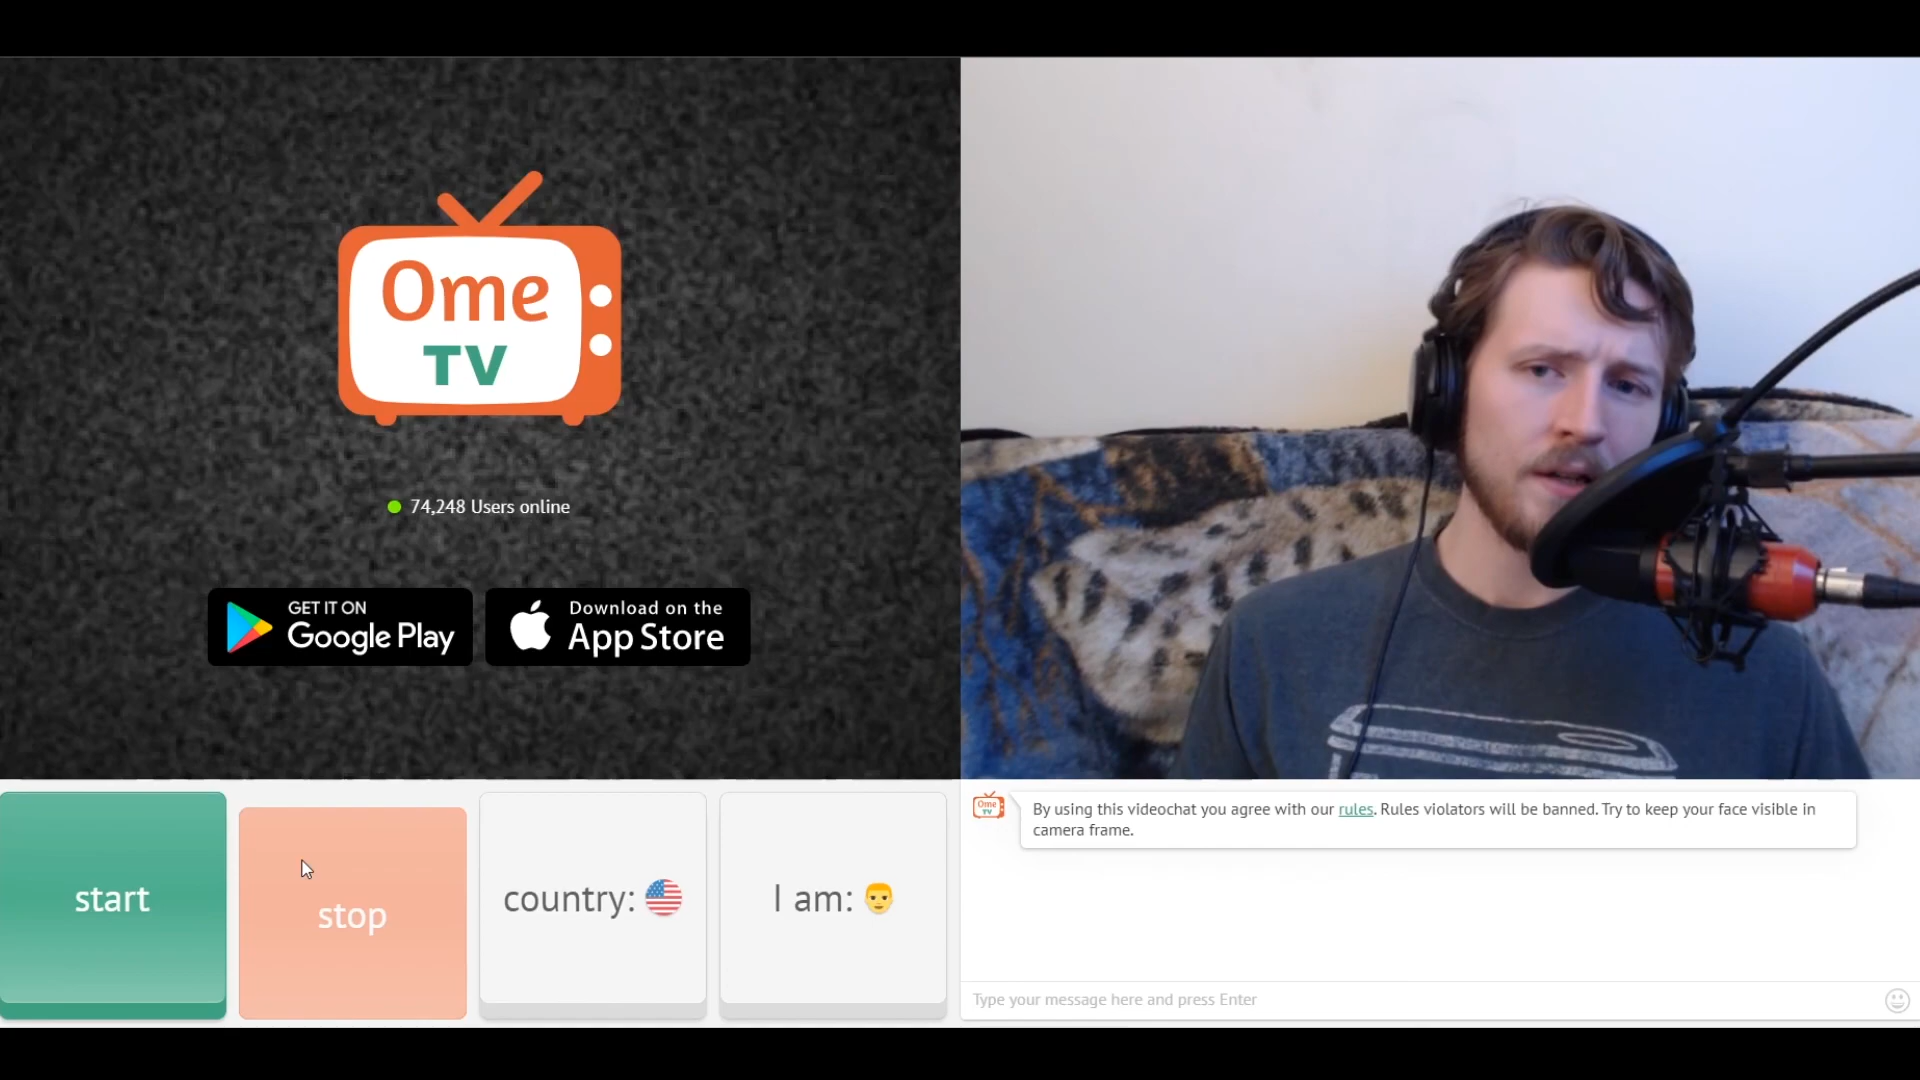 Ome
TV
74,248 Users online
GET IT ON
Google Play
Download on the
App Store
start
stop
country:
I am:
Ome
TV
By using this videochat you agree with our rules. Rules violators will be banned. Try to keep your face visible in
camera frame.
Type your message here and press Enter